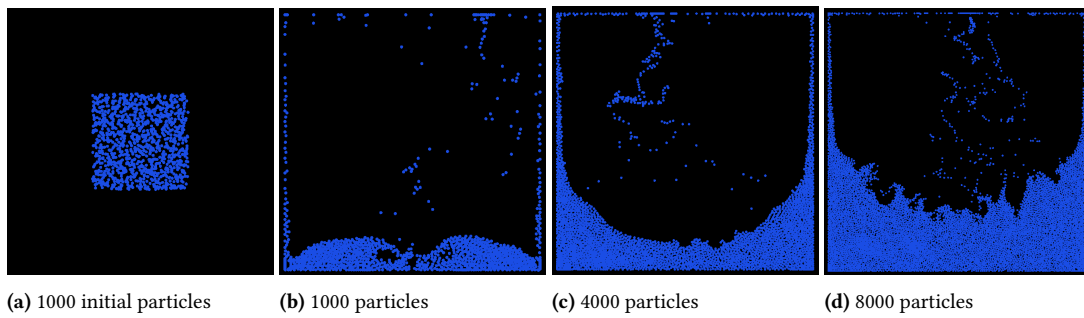 (a) 1000 initial particles
(b) 1000 particles
(c) 4000 particles
(d) 8000 particles